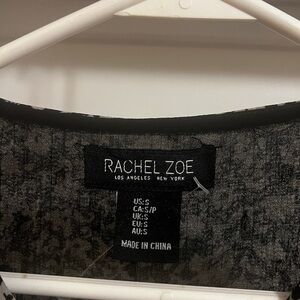 RACHEL ZOE
LOS ANGELES NEW YORK
US:S
CA:S/P
UK:S
EU:S
AU:S
MADE IN CHINA